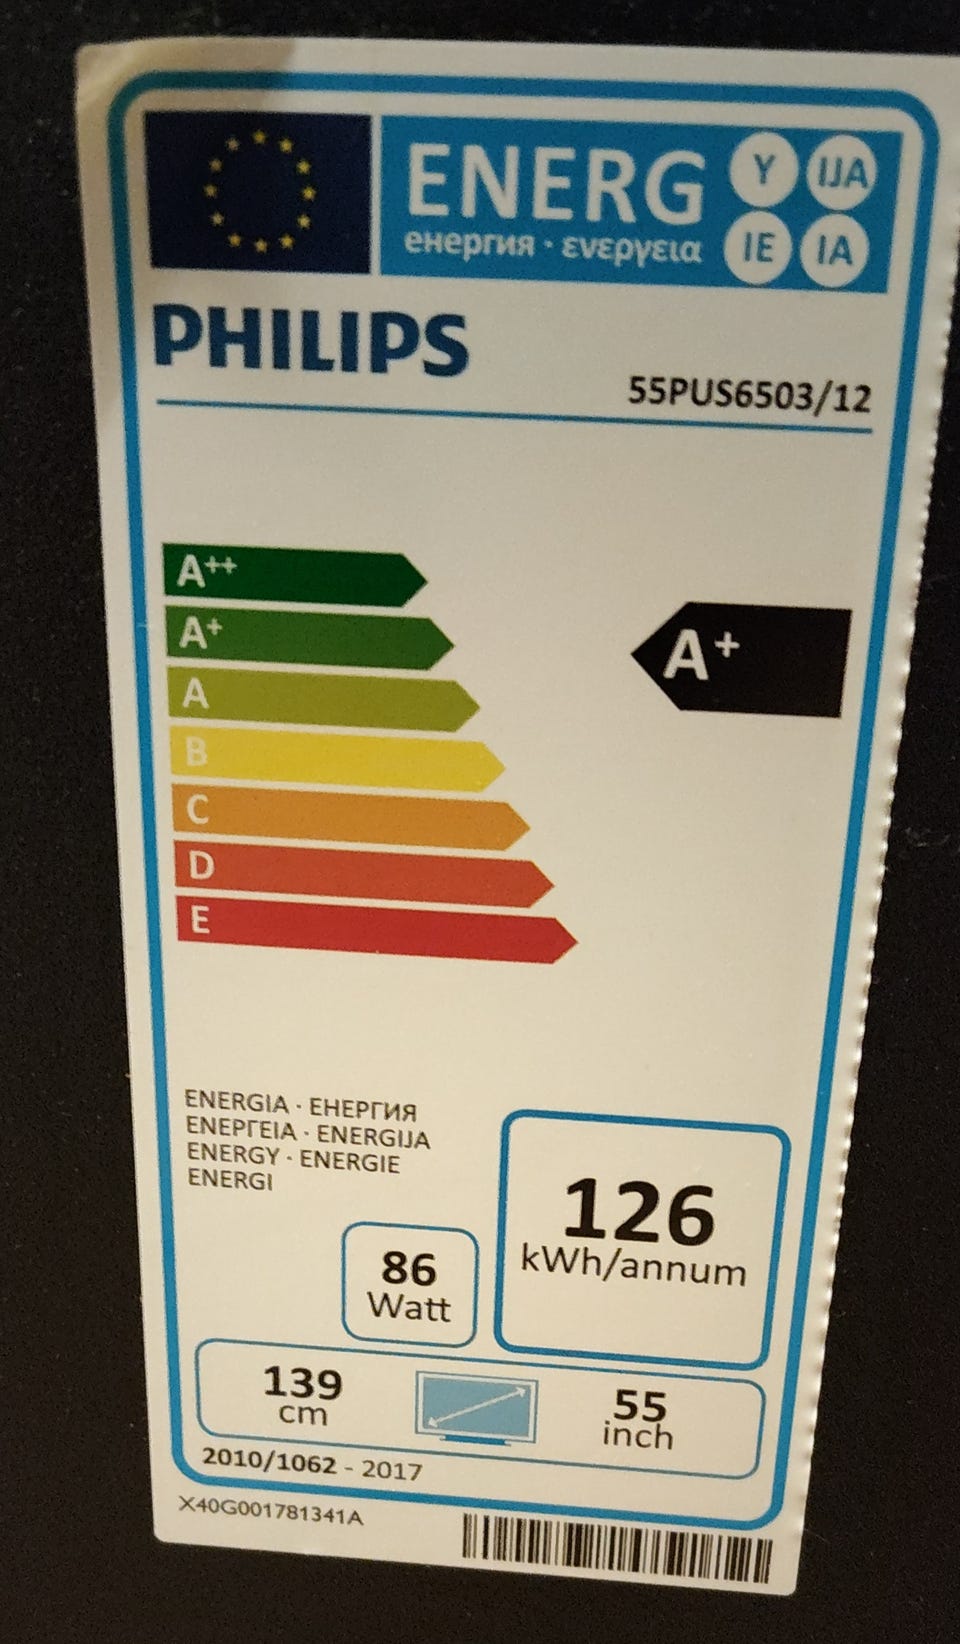 ENERG Y IJA
енергия · ενεργεια IE IA
PHILIPS
55PUS6503/12
A++
A+
A+
A
B
C
D
E
ENERGIA · ЕНЕРГИЯ
ΕΝΕΡΓΕΙΑ · ENERGIJA
ENERGY · ENERGIE
ENERGI
126
kWh/annum
86
Watt
139
cm
55
inch
2010/1062 - 2017
X40G001781341A